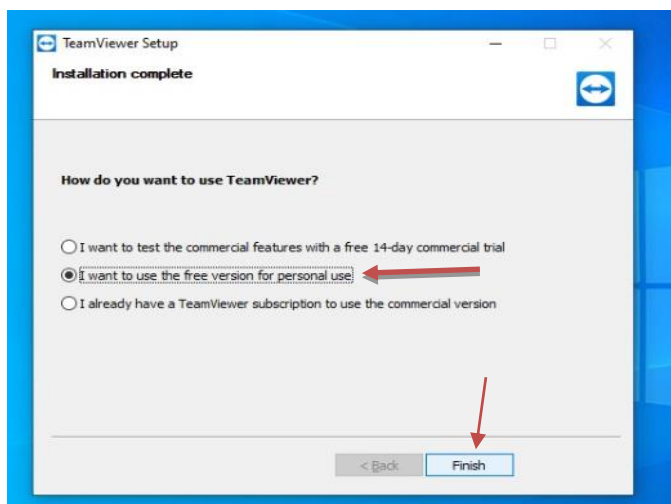 TeamViewer Setup
Installation complete
How do you want to use TeamViewer?
I want to test the commercial features with a free 14-day commercial trial
I want to use the free version for personal use
I already have a TeamViewer subscription to use the commercial version
< Back Finish